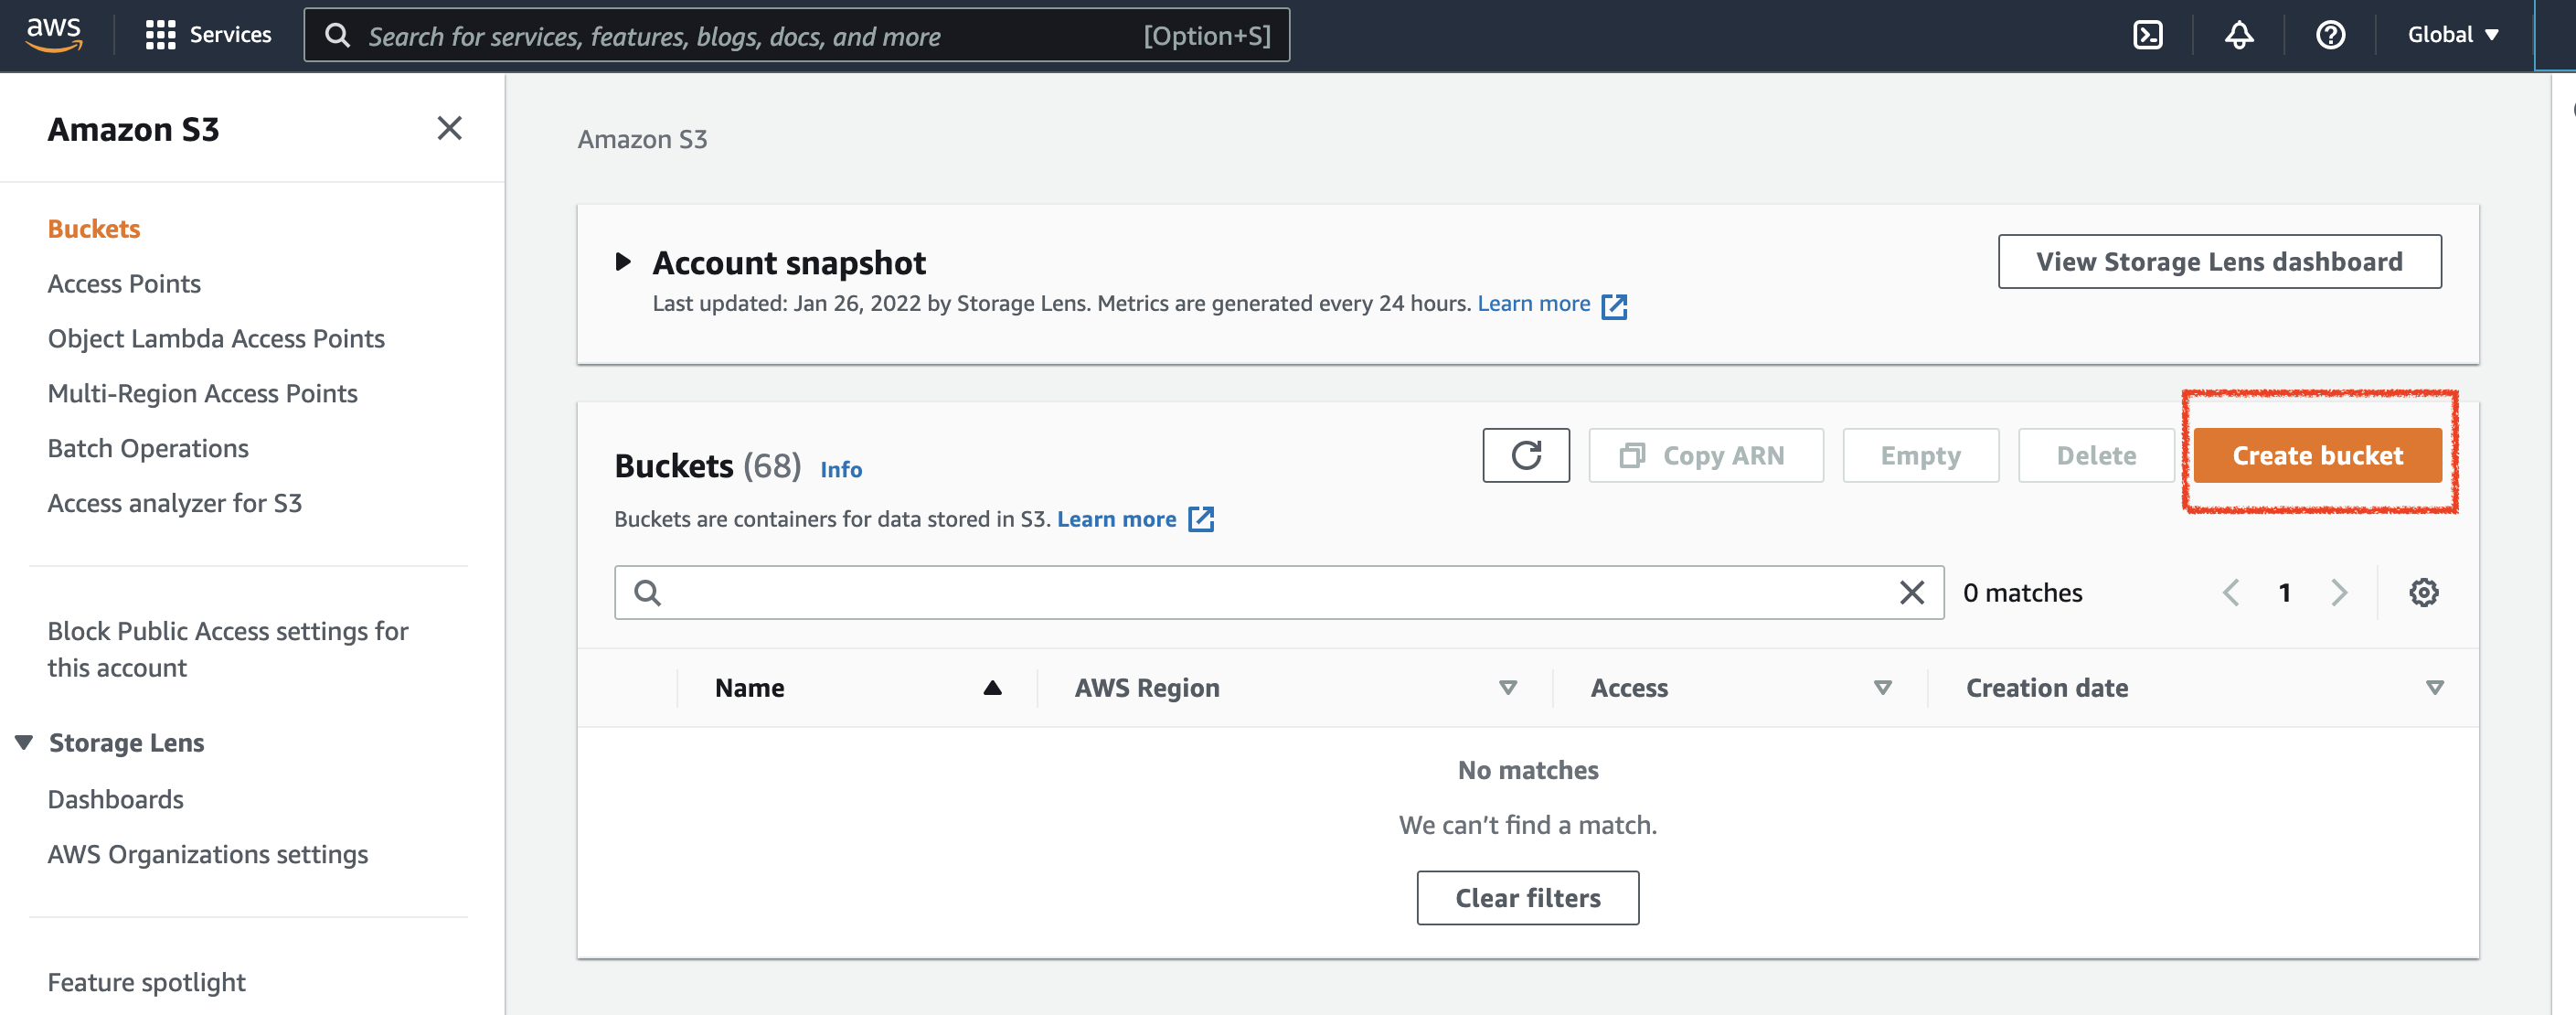 aws
Services
Search for services, features, blogs, docs, and more
[Option+S]
Global
Amazon S3
Buckets
Access Points
Object Lambda Access Points
Multi-Region Access Points
Batch Operations
Access analyzer for S3
Block Public Access settings for
this account
Storage Lens
Dashboards
AWS Organizations settings
Feature spotlight
Amazon S3
Account snapshot
Last updated: Jan 26, 2022 by Storage Lens. Metrics are generated every 24 hours. Learn more
View Storage Lens dashboard
Buckets (68) Info
Copy ARN
Empty
Delete
Create bucket
Buckets are containers for data stored in S3. Learn more
0 matches
1
Name
AWS Region
Access
Creation date
No matches
We can't find a match.
Clear filters